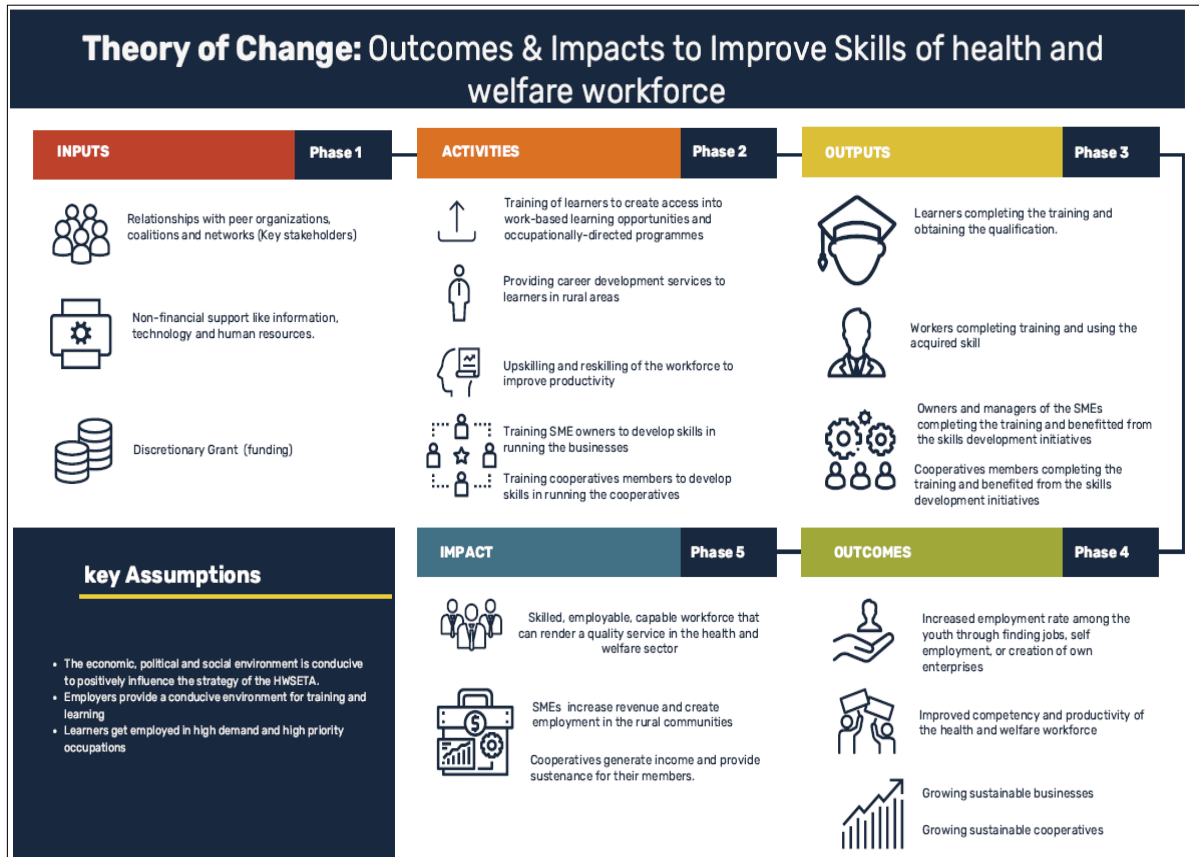 Theory of Change: Outcomes & Impacts to Improve Skills of health and
welfare workforce
INPUTS
Phase 1
Relationships with peer organizations,
coalitions and networks (Key stakeholders)
Non-financial support like information,
technology and human resources.
Discretionary Grant (funding)
ACTIVITIES
Phase 2
Training of learners to create access into
work-based learning opportunities and
occupationally-directed programmes
Providing career development services to
learners in rural areas
Upskilling and reskilling of the workforce to
improve productivity
Training SME owners to develop skills in
running the businesses
Training cooperatives members to develop
skills in running the cooperatives
OUTPUTS
Phase 3
Learners completing the training and
obtaining the qualification.
Workers completing training and using the
acquired skill
Owners and managers of the SMEs
completing the training and benefitted from
the skills development initiatives
Cooperatives members completing the
training and benefited from the skills
development initiatives
OUTCOMES
Phase 4
Increased employment rate among the
youth through finding jobs, self
employment, or creation of own
enterprises
Improved competency and productivity of
the health and welfare workforce
Growing sustainable businesses
Growing sustainable cooperatives
IMPACT
Phase 5
Skilled, employable, capable workforce that
can render a quality service in the health and
welfare sector
SMEs increase revenue and create
employment in the rural communities
Cooperatives generate income and provide
sustenance for their members.
key Assumptions
• The economic, political and social environment is conducive
to positively influence the strategy of the HWSETA.
• Employers provide a conducive environment for training and
learning
• Learners get employed in high demand and high priority
occupations